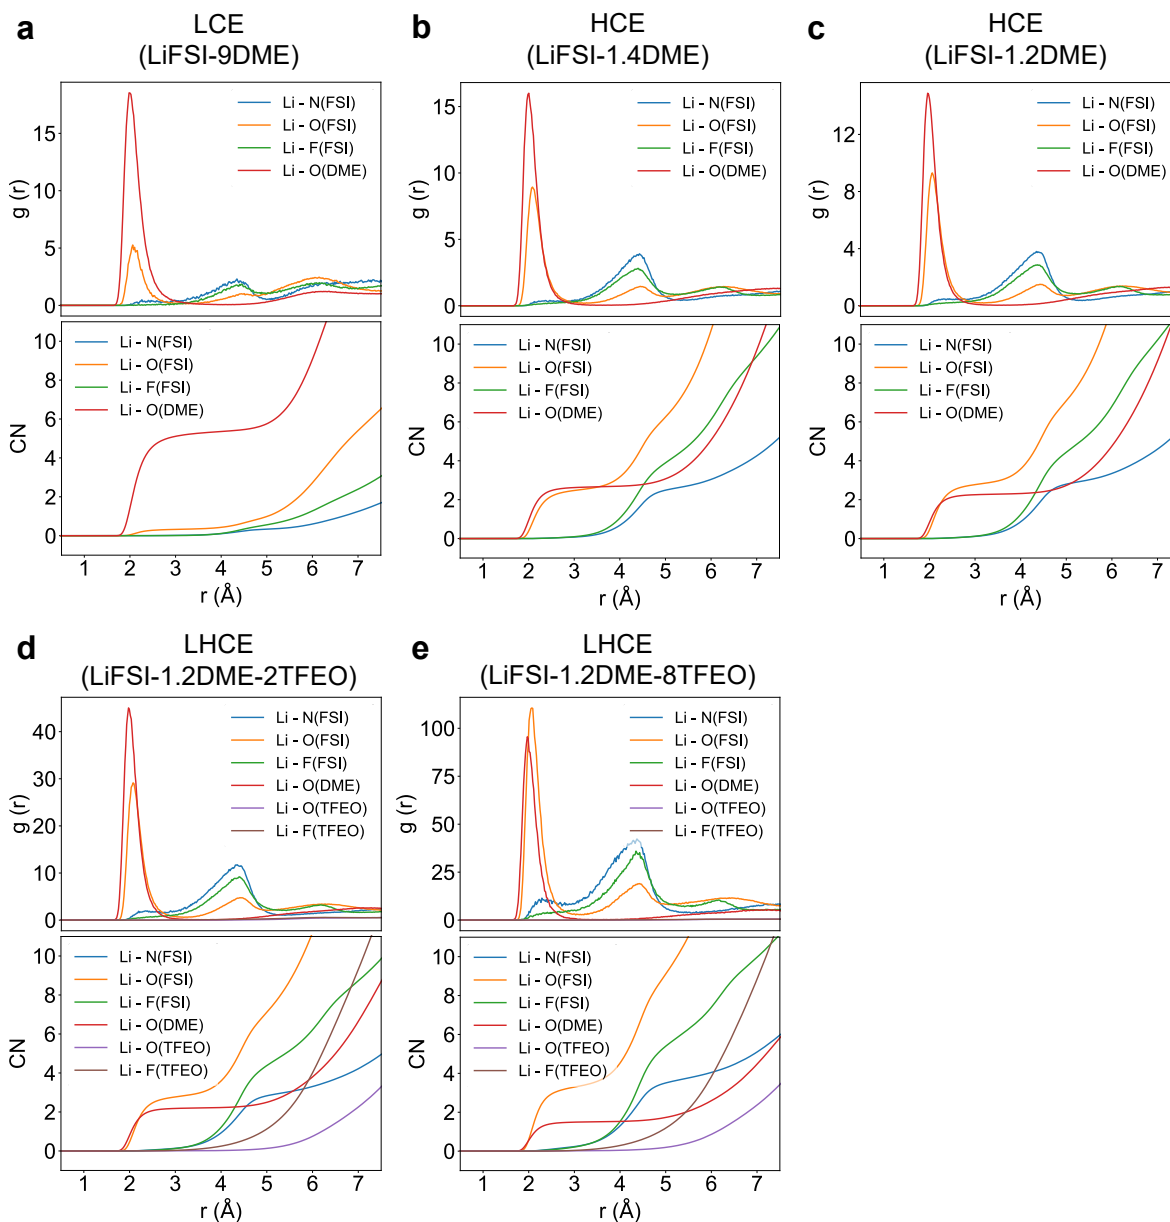 a
LCE
(LiFSI-9DME)
15
10
5
0
g (r)
Li - N(FSI)
Li - O(FSI)
Li - F(FSI)
Li - O(DME)
10
8
6
4
2
0
CN
Li - N(FSI)
Li - O(FSI)
Li - F(FSI)
Li - O(DME)
1 2 3 4 5 6 7
r (Å)
b
HCE
(LiFSI-1.4DME)
15
10
5
0
g (r)
Li - N(FSI)
Li - O(FSI)
Li - F(FSI)
Li - O(DME)
10
8
6
4
2
0
CN
Li - N(FSI)
Li - O(FSI)
Li - F(FSI)
Li - O(DME)
1 2 3 4 5 6 7
r (Å)
c
HCE
(LiFSI-1.2DME)
12
8
4
0
g (r)
Li - N(FSI)
Li - O(FSI)
Li - F(FSI)
Li - O(DME)
10
8
6
4
2
0
CN
Li - N(FSI)
Li - O(FSI)
Li - F(FSI)
Li - O(DME)
1 2 3 4 5 6 7
r (Å)
d
LHCE
(LiFSI-1.2DME-2TFEO)
40
30
20
10
0
g (r)
Li - N(FSI)
Li - O(FSI)
Li - F(FSI)
Li - O(DME)
Li - O(TFEO)
Li - F(TFEO)
10
8
6
4
2
0
CN
Li - N(FSI)
Li - O(FSI)
Li - F(FSI)
Li - O(DME)
Li - O(TFEO)
Li - F(TFEO)
1 2 3 4 5 6 7
r (Å)
e
LHCE
(LiFSI-1.2DME-8TFEO)
100
75
50
25
0
g (r)
Li - N(FSI)
Li - O(FSI)
Li - F(FSI)
Li - O(DME)
Li - O(TFEO)
Li - F(TFEO)
10
8
6
4
2
0
CN
Li - N(FSI)
Li - O(FSI)
Li - F(FSI)
Li - O(DME)
Li - O(TFEO)
Li - F(TFEO)
1 2 3 4 5 6 7
r (Å)